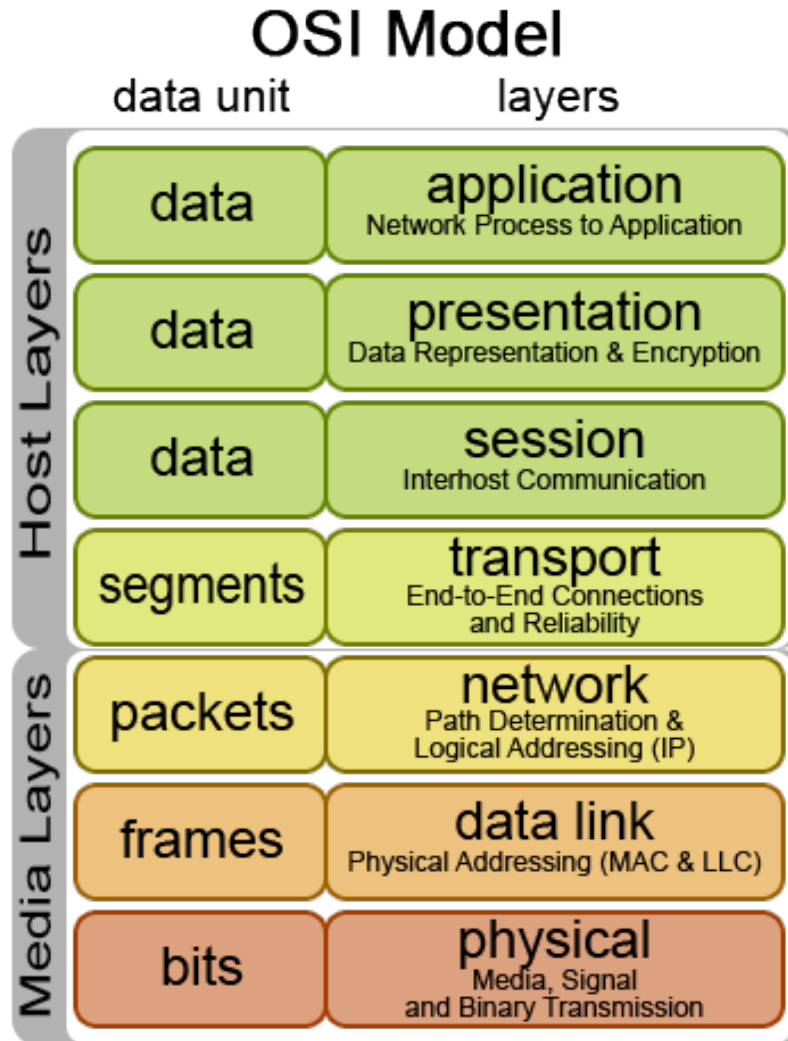 OSI Model
data unit layers
Host Layers
data
application
Network Process to Application
data
presentation
Data Representation & Encryption
data
session
Interhost Communication
segments
transport
End-to-End Connections
and Reliability
Media Layers
packets
network
Path Determination &
Logical Addressing (IP)
frames
data link
Physical Addressing (MAC & LLC)
bits
physical
Media, Signal
and Binary Transmission